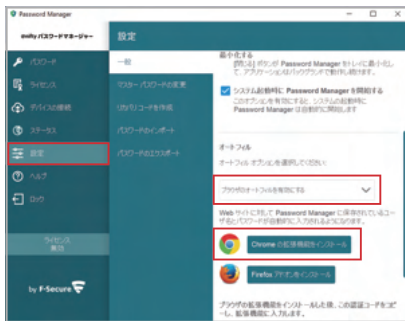 Password Manager
enuity パスワードマネージャー
設定
パスワード
ライセンス
デバイスの接続
ステータス
設定
ヘルプ
ロック
ライセンス
無効
by F-Secure
一般
マスター パスワードの変更
リカバリコードを作成
パスワードのインポート
パスワードのエクスポート
最小化する
[閉じる] ボタンが Password Manager をトレイに最小化し
て、アプリケーションはバックグランドで動作し続けます。
システム起動時に Password Manager を開始する
このオプションを有効にすると、システムの起動時に
Password Manager は自動的に開始します
オートフィル
オートフィル オプションを選択してください:
ブラウザのオートフィルを有効にする
Web サイトに対して Password Manager に保存されているユー
ザ名とパスワードが自動的に入力されるようになります。
Chrome の拡張機能をインストール
Firefox アドオンをインストール
ブラウザの拡張機能をインストールした後、この認証コードをコピ
ーし、拡張機能に入力します。